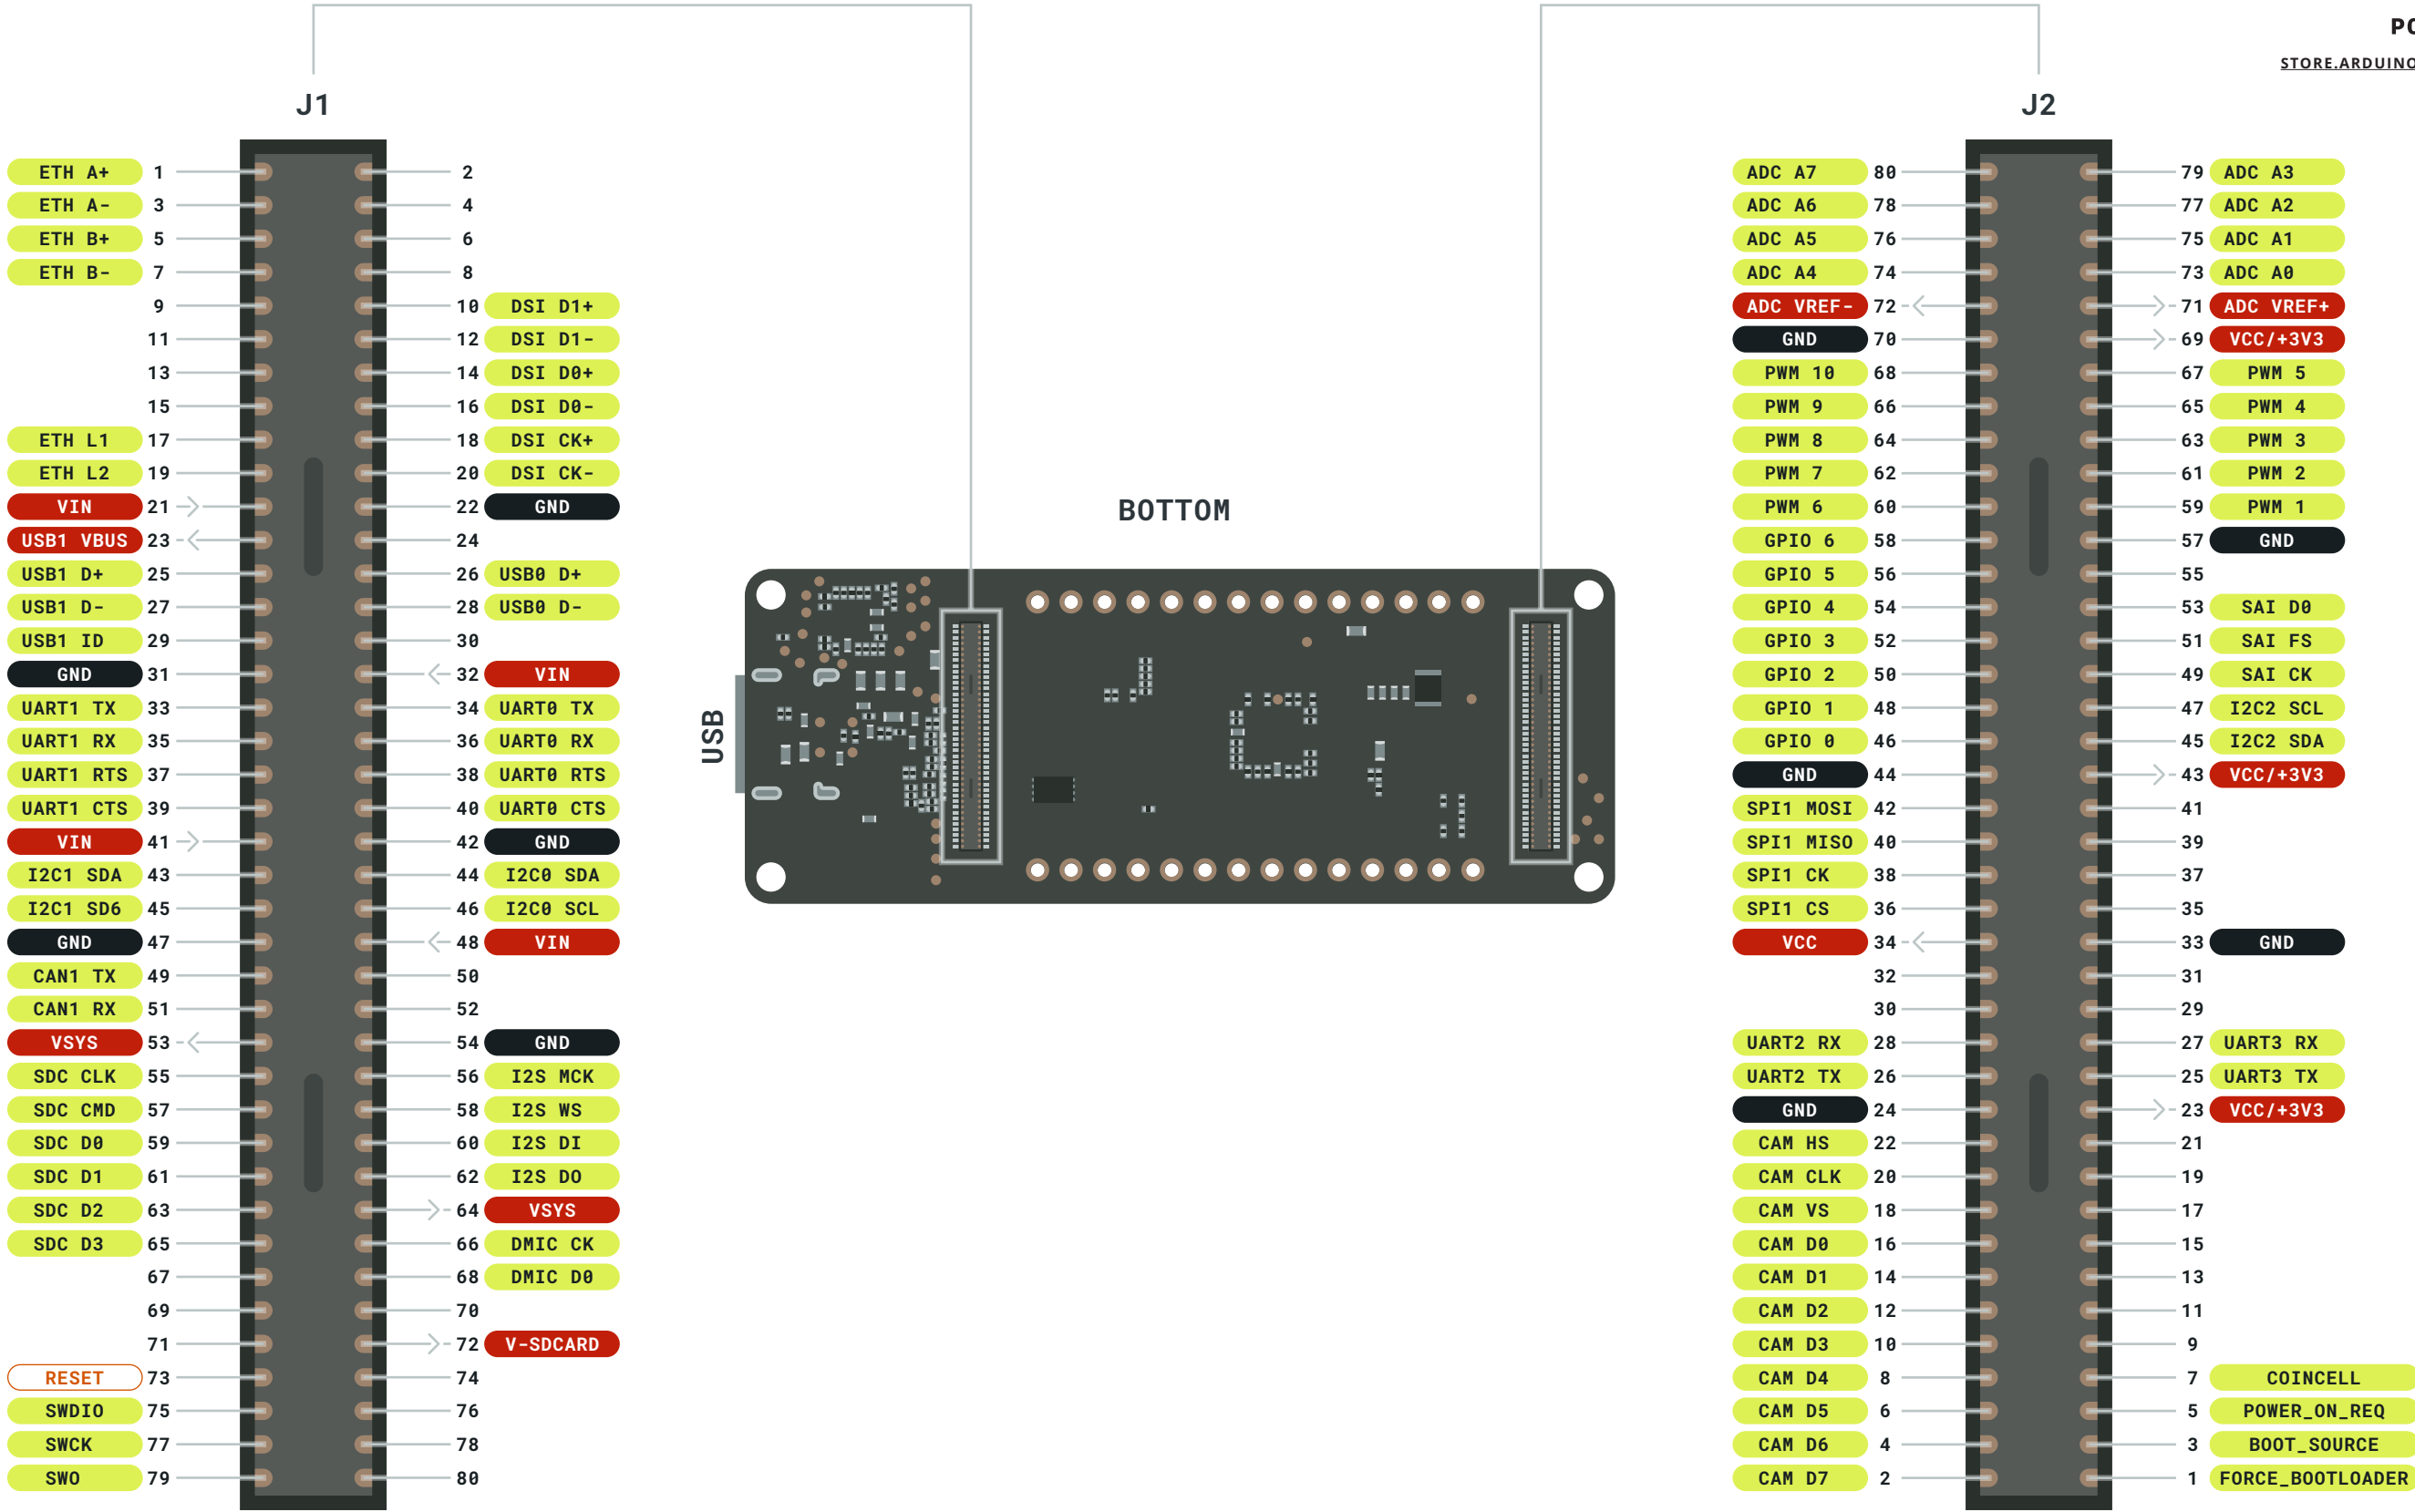 PO
STORE.ARDUINO
J1
J2
ETH A+ 1 2
ETH A- 3 4
ETH B+ 5 6
ETH B- 7 8
9 10 DSI D1+
11 12 DSI D1-
13 14 DSI D0+
15 16 DSI D0-
ETH L1 17 18 DSI CK+
ETH L2 19 20 DSI CK-
VIN 21 22 GND
USB1 VBUS 23 24
USB1 D+ 25 26 USB0 D+
USB1 D- 27 28 USB0 D-
USB1 ID 29 30
GND 31 32 VIN
UART1 TX 33 34 UART0 TX
UART1 RX 35 36 UART0 RX
UART1 RTS 37 38 UART0 RTS
UART1 CTS 39 40 UART0 CTS
VIN 41 42 GND
I2C1 SDA 43 44 I2C0 SDA
I2C1 SD6 45 46 I2C0 SCL
GND 47 48 VIN
CAN1 TX 49 50
CAN1 RX 51 52
VSYS 53 54 GND
SDC CLK 55 56 I2S MCK
SDC CMD 57 58 I2S WS
SDC D0 59 60 I2S DI
SDC D1 61 62 I2S DO
SDC D2 63 64 VSYS
SDC D3 65 66 DMIC CK
67 68 DMIC D0
69 70
71 72 V-SDCARD
RESET 73 74
SWDIO 75 76
SWCK 77 78
SWO 79 80
BOTTOM
USB
ADC A7 80 79 ADC A3
ADC A6 78 77 ADC A2
ADC A5 76 75 ADC A1
ADC A4 74 73 ADC A0
ADC VREF- 72 71 ADC VREF+
GND 70 69 VCC/+3V3
PWM 10 68 67 PWM 5
PWM 9 66 65 PWM 4
PWM 8 64 63 PWM 3
PWM 7 62 61 PWM 2
PWM 6 60 59 PWM 1
GPIO 6 58 57 GND
GPIO 5 56 55
GPIO 4 54 53 SAI D0
GPIO 3 52 51 SAI FS
GPIO 2 50 49 SAI CK
GPIO 1 48 47 I2C2 SCL
GPIO 0 46 45 I2C2 SDA
GND 44 43 VCC/+3V3
SPI1 MOSI 42 41
SPI1 MISO 40 39
SPI1 CK 38 37
SPI1 CS 36 35
VCC 34 33 GND
32 31
30 29
UART2 RX 28 27 UART3 RX
UART2 TX 26 25 UART3 TX
GND 24 23 VCC/+3V3
CAM HS 22 21
CAM CLK 20 19
CAM VS 18 17
CAM D0 16 15
CAM D1 14 13
CAM D2 12 11
CAM D3 10 9
CAM D4 8 7 COINCELL
CAM D5 6 5 POWER_ON_REQ
CAM D6 4 3 BOOT_SOURCE
CAM D7 2 1 FORCE_BOOTLOADER